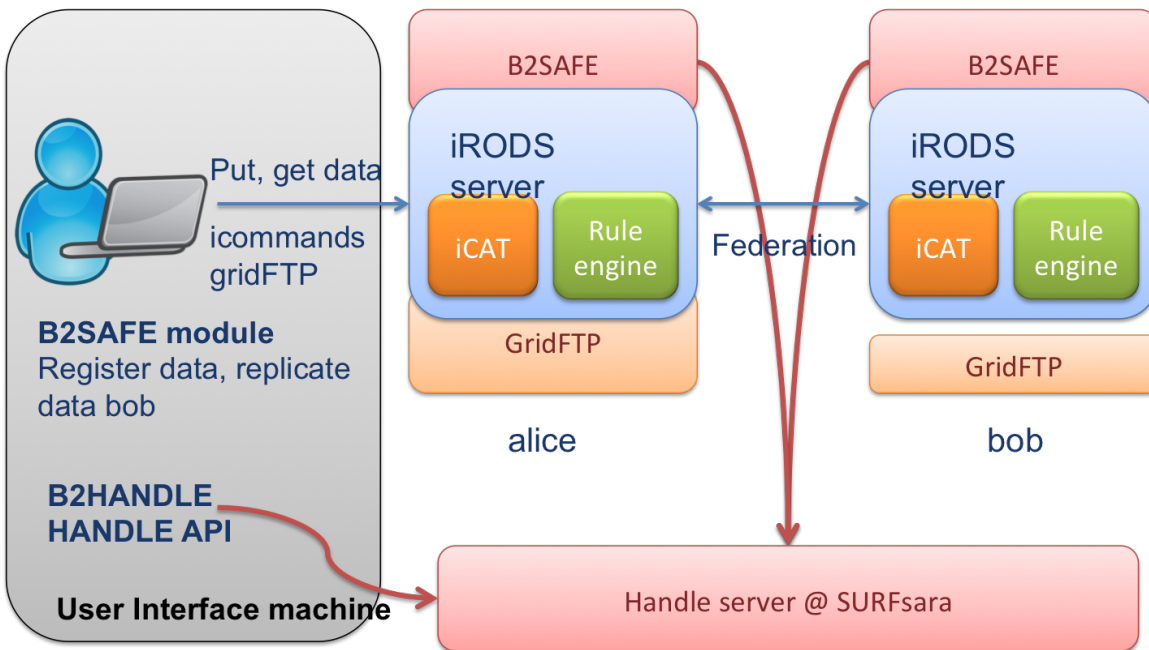 B2SAFE
B2SAFE
iRODS
server
iRODS
server
Put, get data
icommands
gridFTP
iCAT
Rule
engine
Federation
iCAT
Rule
engine
B2SAFE module
Register data, replicate
data bob
GridFTP
GridFTP
alice
bob
B2HANDLE
HANDLE API
User Interface machine
Handle server @ SURFsara